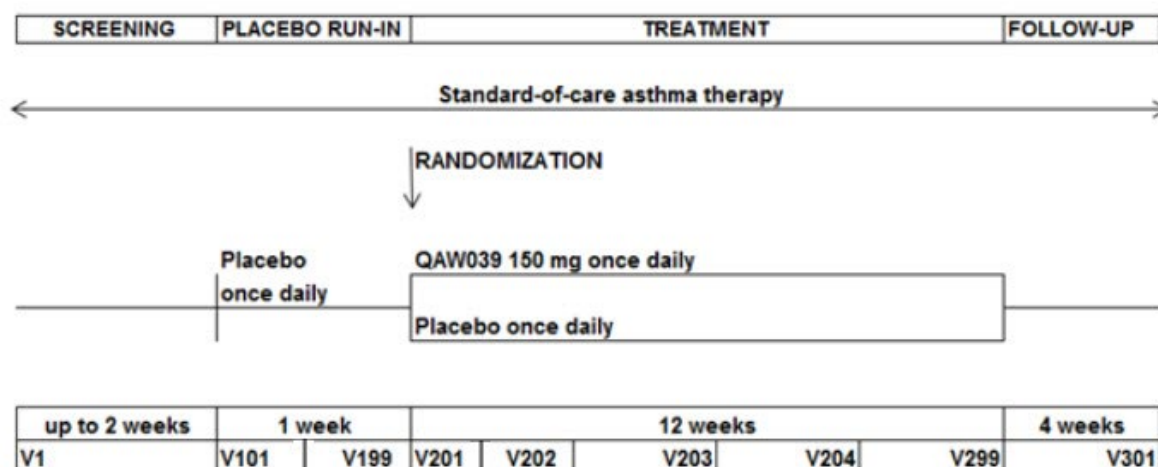 SCREENING PLACEBO RUN-IN TREATMENT FOLLOW-UP
Standard-of-care asthma therapy
RANDOMIZATION
Placebo
once daily
QAW039 150 mg once daily
Placebo once daily
up to 2 weeks 1 week 12 weeks 4 weeks
V1 V101 V199 V201 V202 V203 V204 V299 V301